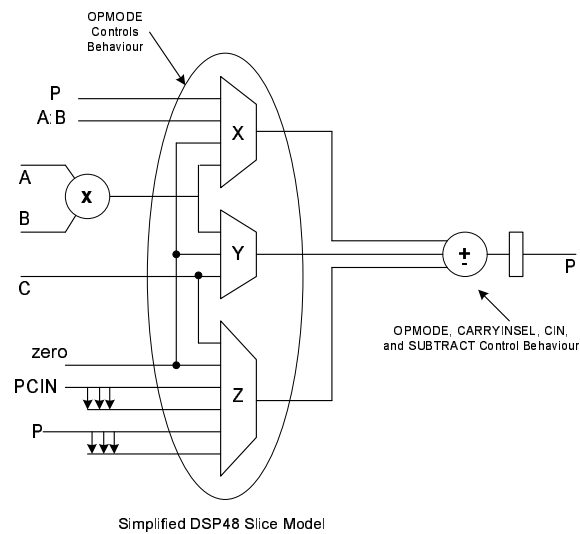 OPMODE
Controls
Behaviour
P
A:B
X
A
X
B
Y
+
-
P
C
OPMODE, CARRYINSEL, CIN,
and SUBTRACT Control Behaviour
zero
PCIN
Z
P
Simplified DSP48 Slice Model